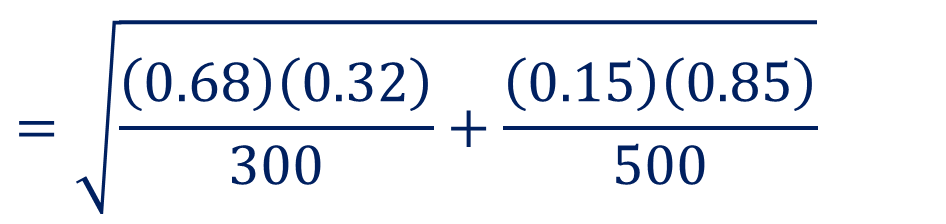 = √((0.68)(0.32)/300 + (0.15)(0.85)/500)